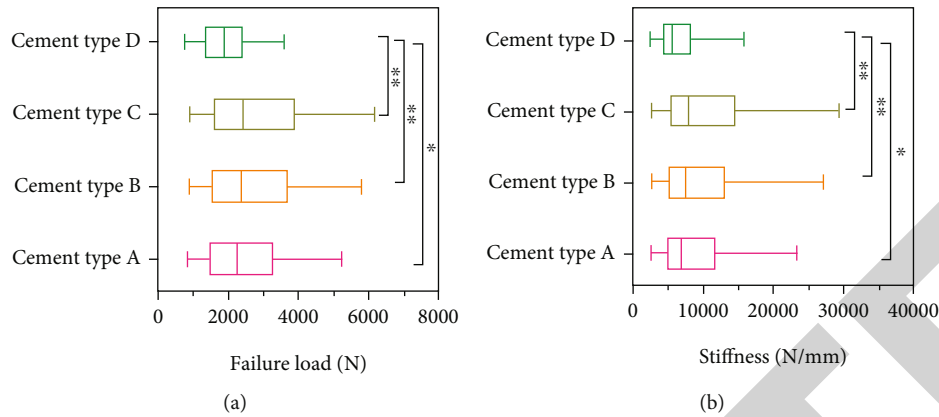 Cement type D
Cement type C
Cement type B
Cement type A
**
**
*
0 2000 4000 6000 8000
Failure load (N)
(a)
Cement type D
Cement type C
Cement type B
Cement type A
**
**
*
0 10000 20000 30000 40000
Stiffness (N/mm)
(b)